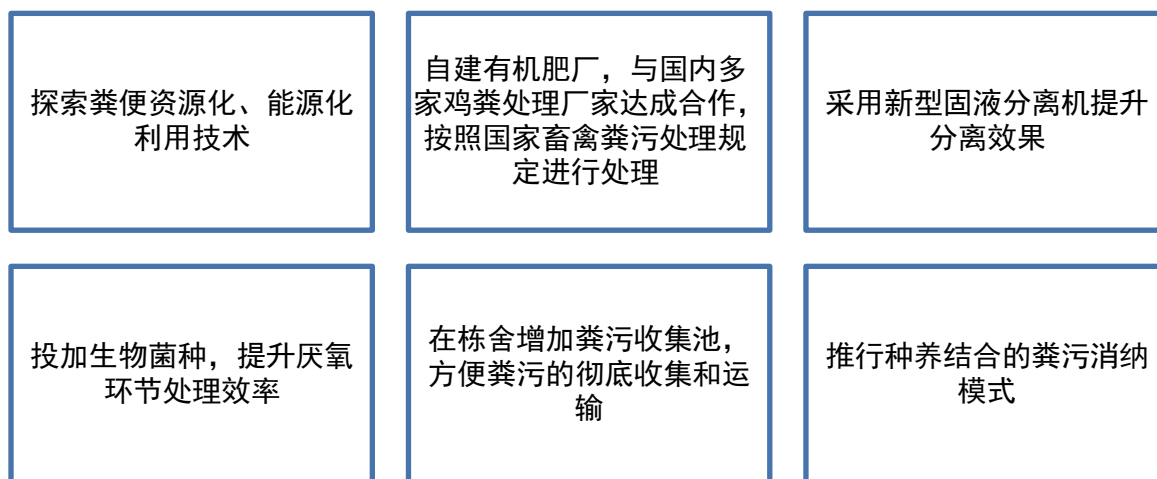 探索粪便资源化、能源化
利用技术
自建有机肥厂，与国内多
家鸡粪处理厂家达成合作，
按照国家畜禽粪污处理规
定进行处理
采用新型固液分离机提升
分离效果
投加生物菌种，提升厌氧
环节处理效率
在栋舍增加粪污收集池，
方便粪污的彻底收集和运
输
推行种养结合的粪污消纳
模式